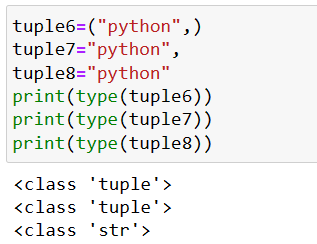 tuple6=("python",)
tuple7="python",
tuple8="python"
print(type(tuple6))
print(type(tuple7))
print(type(tuple8))
<class 'tuple'>
<class 'tuple'>
<class 'str'>